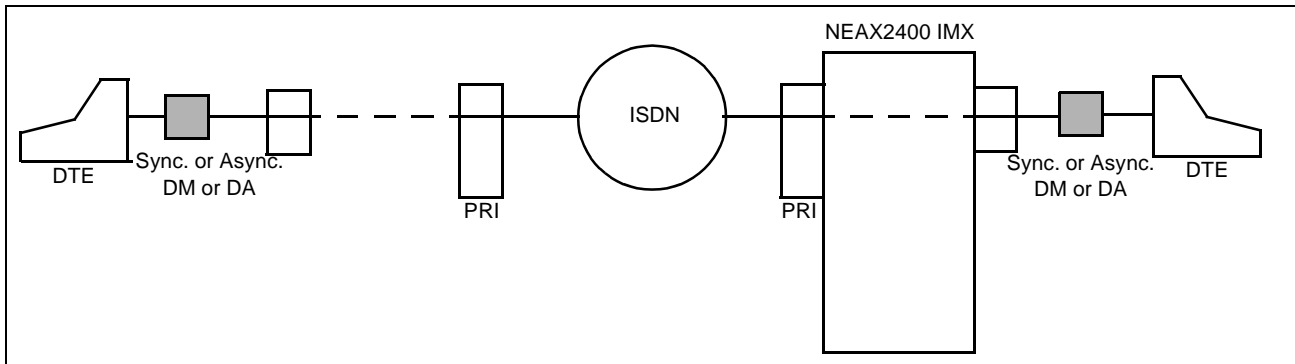 NEAX2400 IMX
ISDN
DTE
Sync. or Async.
DM or DA
PRI
PRI
Sync. or Async.
DM or DA
DTE